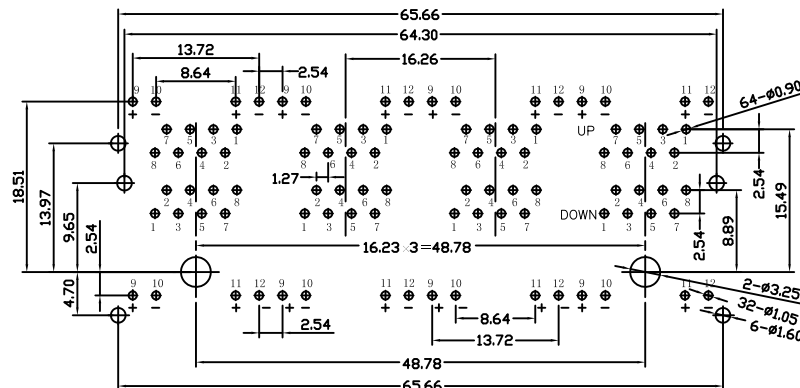 65.66
64.30
13.72 16.26
8.64 2.54
9 10 11 12 9 10 11 12 9 10 11 12 9 10 11 12
+ − + − + − + − + − + − + − + −
64-ø0.90
7 5 3 1 7 5 3 1 7 5 3 1 UP 7 5 3 1
8 6 4 2 8 6 4 2 8 6 4 2 8 6 4 2
2.54
1.27
2 4 6 8 2 4 6 8 2 4 6 8 2 4 6 8
DOWN
1 3 5 7 1 3 5 7 1 3 5 7 1 3 5 7
18.51 13.97 9.65 2.54 2.54 8.89 15.49
16.23×3=48.78
4.70
9 10 11 12 9 10 11 12 9 10 11 12 9 10 11 12
+ − + − + − + − + − + − + − + −
2-ø3.25
32-ø1.05
6-ø1.60
2.54 8.64
13.72
48.78
65.66